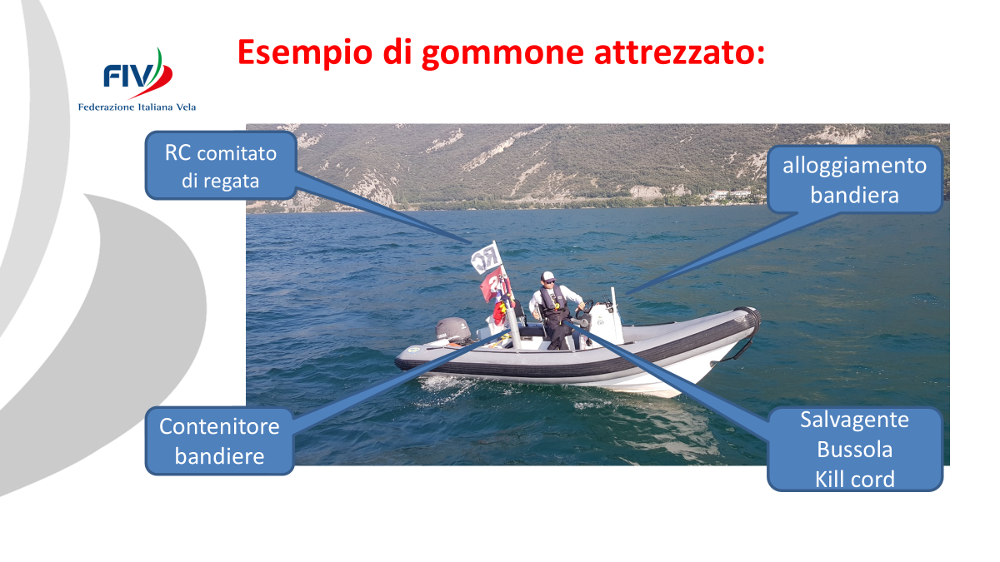 Esempio di gommone attrezzato:
FIV
Federazione Italiana Vela
RC comitato
di regata
alloggiamento
bandiera
RC
S
Contenitore
bandiere
Salvagente
Bussola
Kill cord